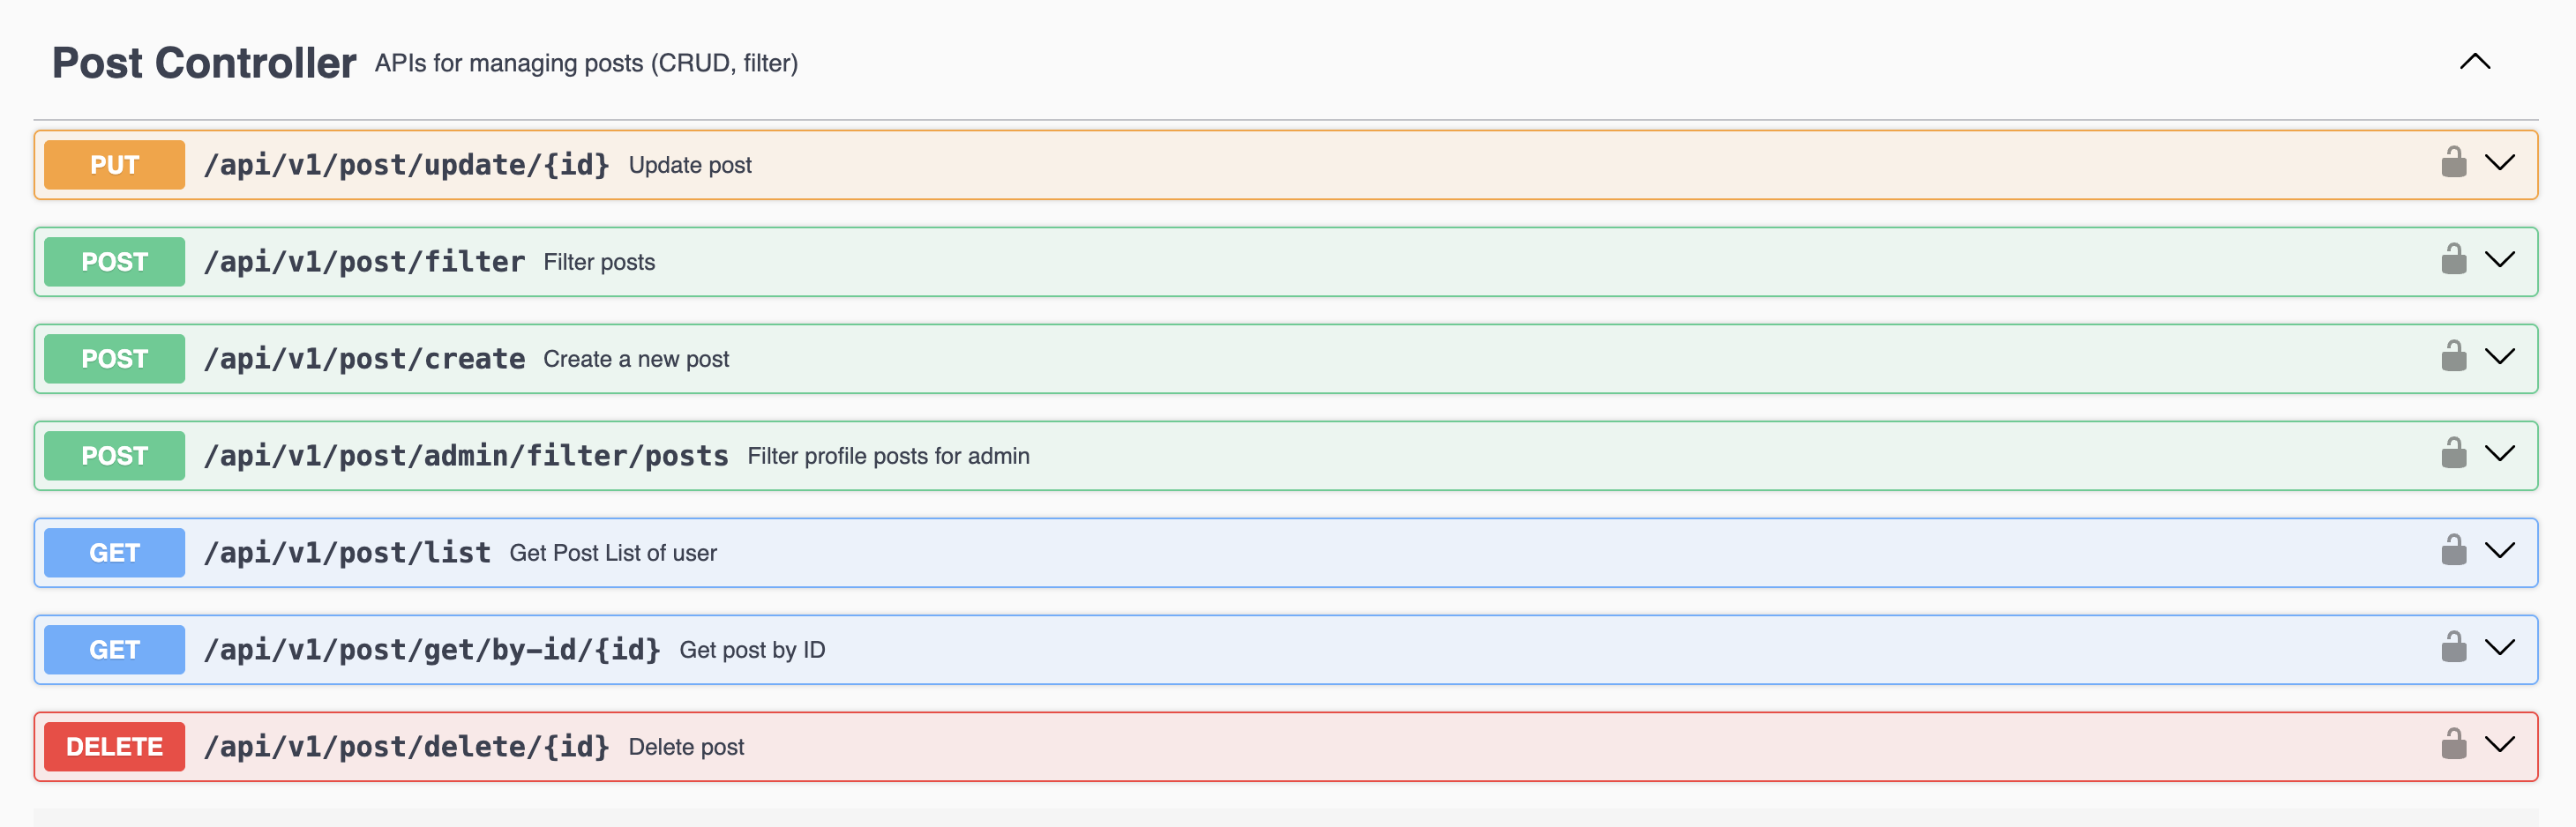 Post Controller APIs for managing posts (CRUD, filter)
PUT /api/v1/post/update/{id} Update post
POST /api/v1/post/filter Filter posts
POST /api/v1/post/create Create a new post
POST /api/v1/post/admin/filter/posts Filter profile posts for admin
GET /api/v1/post/list Get Post List of user
GET /api/v1/post/get/by-id/{id} Get post by ID
DELETE /api/v1/post/delete/{id} Delete post